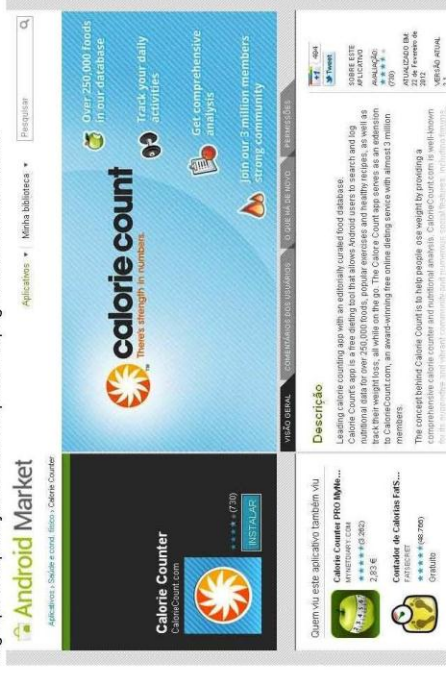 Android Market
Aplicativos ▾ | Minha biblioteca ▾
Pesquisar
Aplicativos › Saúde e cond. físico › Calorie Counter
Calorie Counter
CalorieCount.com
(730)
INSTALAR
calorie count
TM
There's strength in numbers.
Over 250,000 foods
in our database
Track your daily
activities
Get comprehensive
analysis
Join our 3 million members
strong community
Quem viu este aplicativo também viu
Calorie Counter PRO MyNe...
MYNETDIARY.COM
(3.262)
2,83 €
Contador de Calorias FatS...
FATSECRET
(48.766)
Gratuito
VISÃO GERAL
COMENTÁRIOS DOS USUÁRIOS
O QUE HÁ DE NOVO
PERMISSÕES
Descrição
Leading calorie counting app with an editorially curated food database.
Calorie Count's app is a free dieting tool that allows Android users to search and log
nutritional data for over 250,000 foods, popular exercises and healthy recipes, as well as
track their weight loss, all while on the go. The Calorie Count app serves as an extension
to CalorieCount.com, an award-winning free online dieting service with almost 3 million
members.
The concept behind Calorie Count is to help people lose weight by providing a
comprehensive calorie counter and nutritional analysis. CalorieCount.com is well-known
+1
494
Tweet
SOBRE ESTE
APLICATIVO
AVALIAÇÃO:
(730)
ATUALIZADO EM:
22 de Fevereiro de
2012
VERSÃO ATUAL